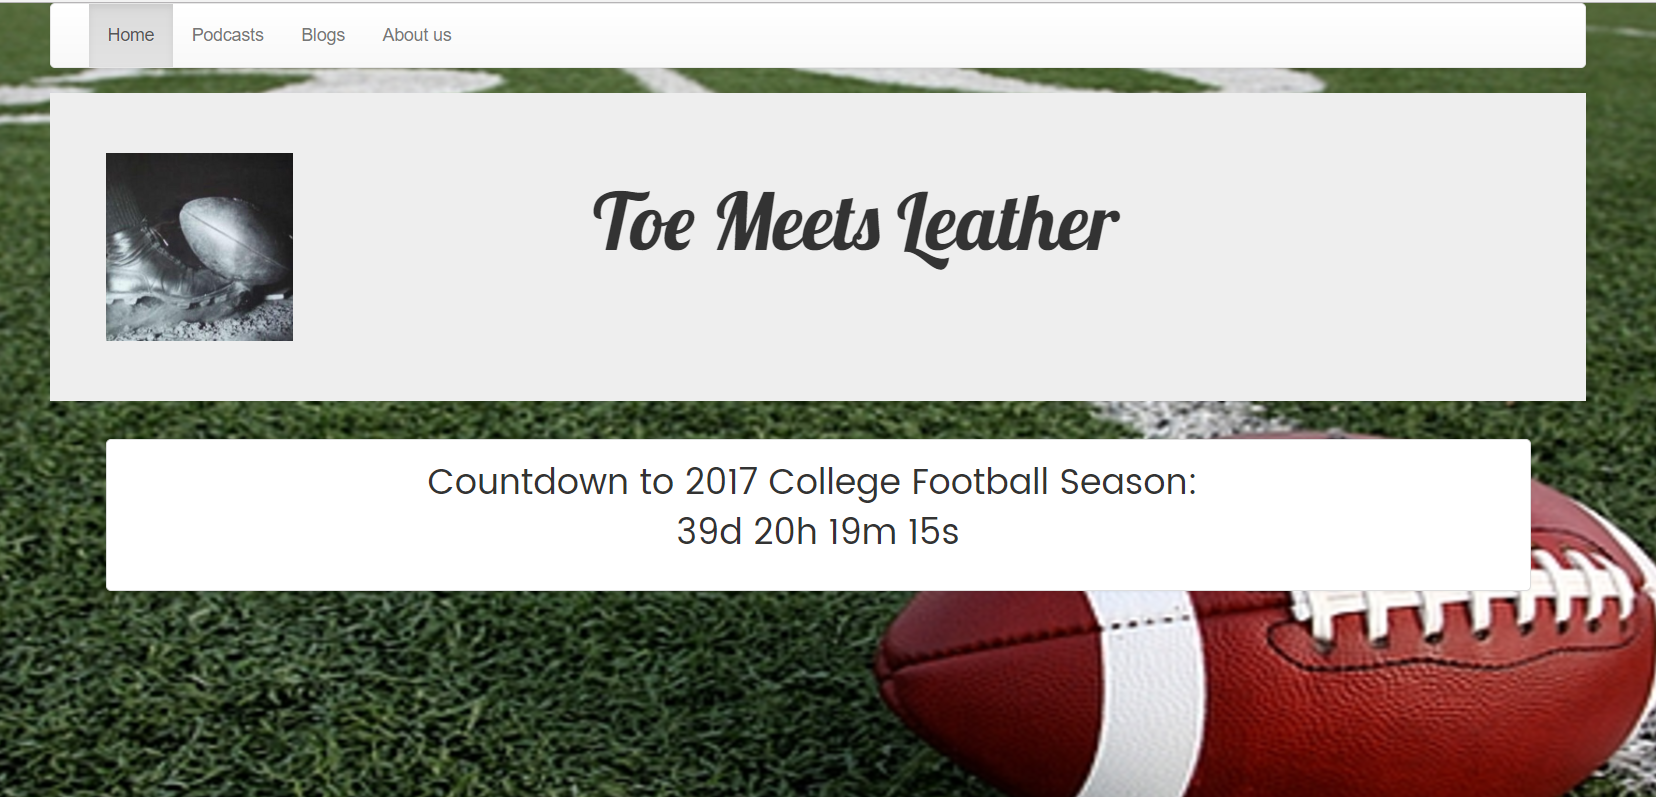 Home Podcasts Blogs About us
Toe Meets Leather
Countdown to 2017 College Football Season:
39d 20h 19m 15s